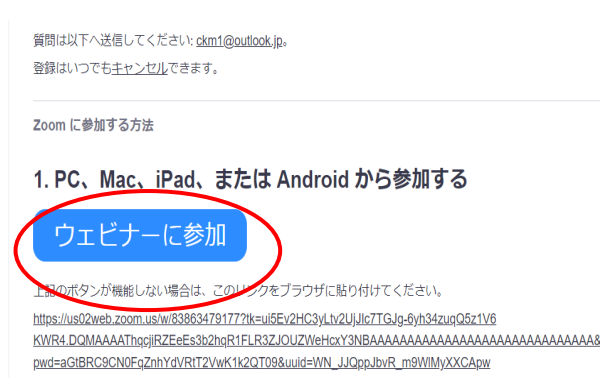 質問は以下へ送信してください: ckm1@outlook.jp。
登録はいつでもキャンセルできます。
Zoom に参加する方法
1. PC、Mac、iPad、または Android から参加する
ウェビナーに参加
上記のボタンが機能しない場合は、このリンクをブラウザに貼り付けてください。
https://us02web.zoom.us/w/83863479177?tk=ui5Ev2HC3yLtv2UjJlc7TGJg-6yh34zuqQ5z1V6
KWR4.DQMAAAAThqcjiRZEeEs3b2hqR1FLR3ZJOUZWeHcxY3NBAAAAAAAAAAAAAAAAAAAAAAAAAAAA&
pwd=aGtBRC9CN0FqZnhYdVRtT2VwK1k2QT09&uuid=WN_JJQppJbvR_m9WlMyXXCApw